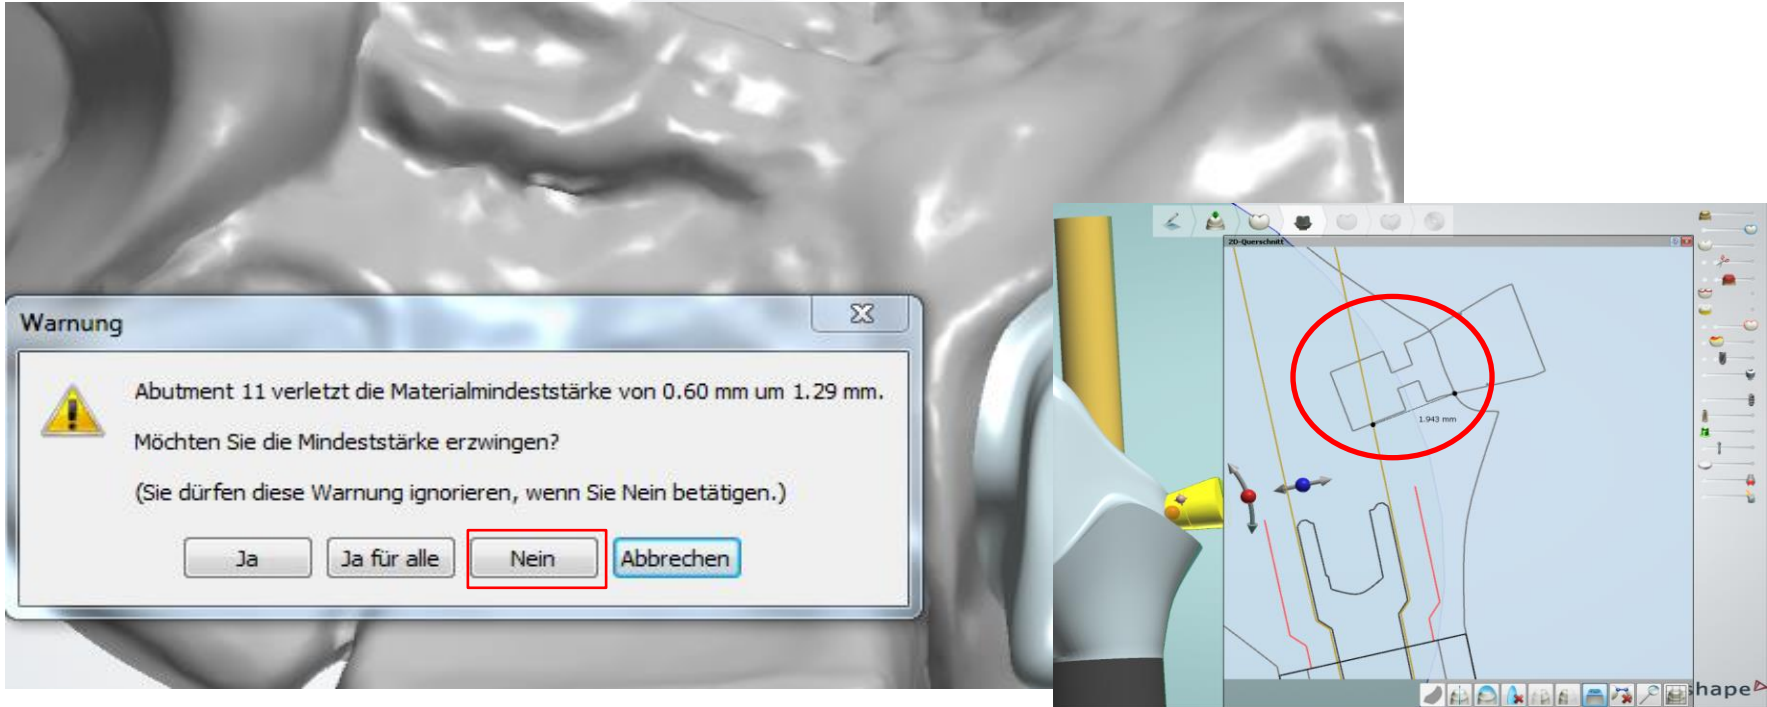 Warnung
Abutment 11 verletzt die Materialmindeststärke von 0.60 mm um 1.29 mm.
Möchten Sie die Mindeststärke erzwingen?
(Sie dürfen diese Warnung ignorieren, wenn Sie Nein betätigen.)
Ja
Ja für alle
Nein
Abbrechen
2D-Querschnitt
1.943 mm
shape